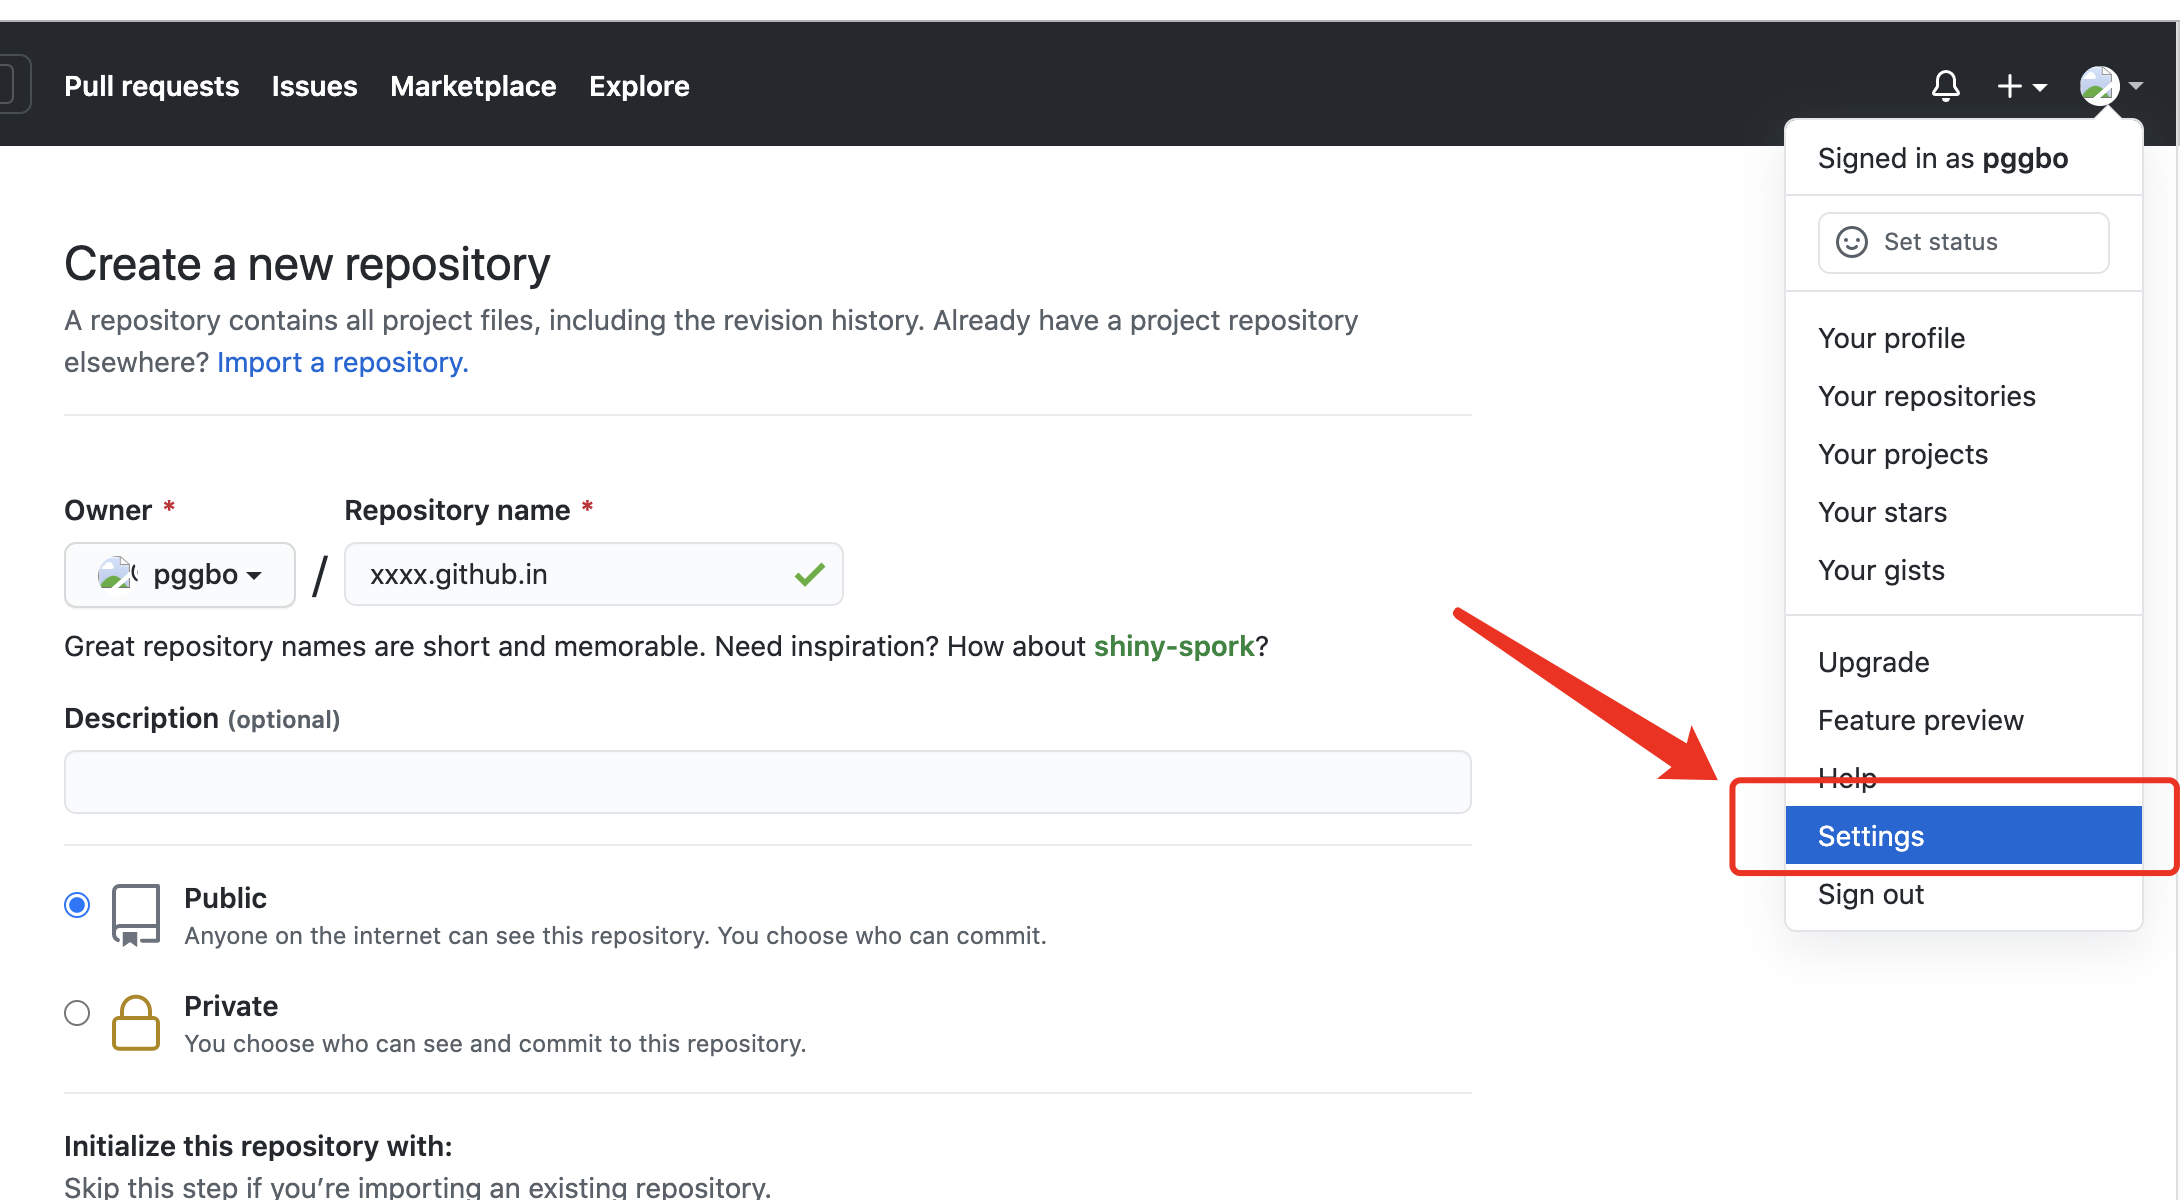 Pull requests Issues Marketplace Explore
Signed in as pggbo
Set status
Your profile
Your repositories
Your projects
Your stars
Your gists
Upgrade
Feature preview
Help
Settings
Sign out
Create a new repository
A repository contains all project files, including the revision history. Already have a project repository
elsewhere? Import a repository.
Owner * Repository name *
pggbo / xxxx.github.in
Great repository names are short and memorable. Need inspiration? How about shiny-spork?
Description (optional)
Public
Anyone on the internet can see this repository. You choose who can commit.
Private
You choose who can see and commit to this repository.
Initialize this repository with:
Skip this step if you’re importing an existing repository.